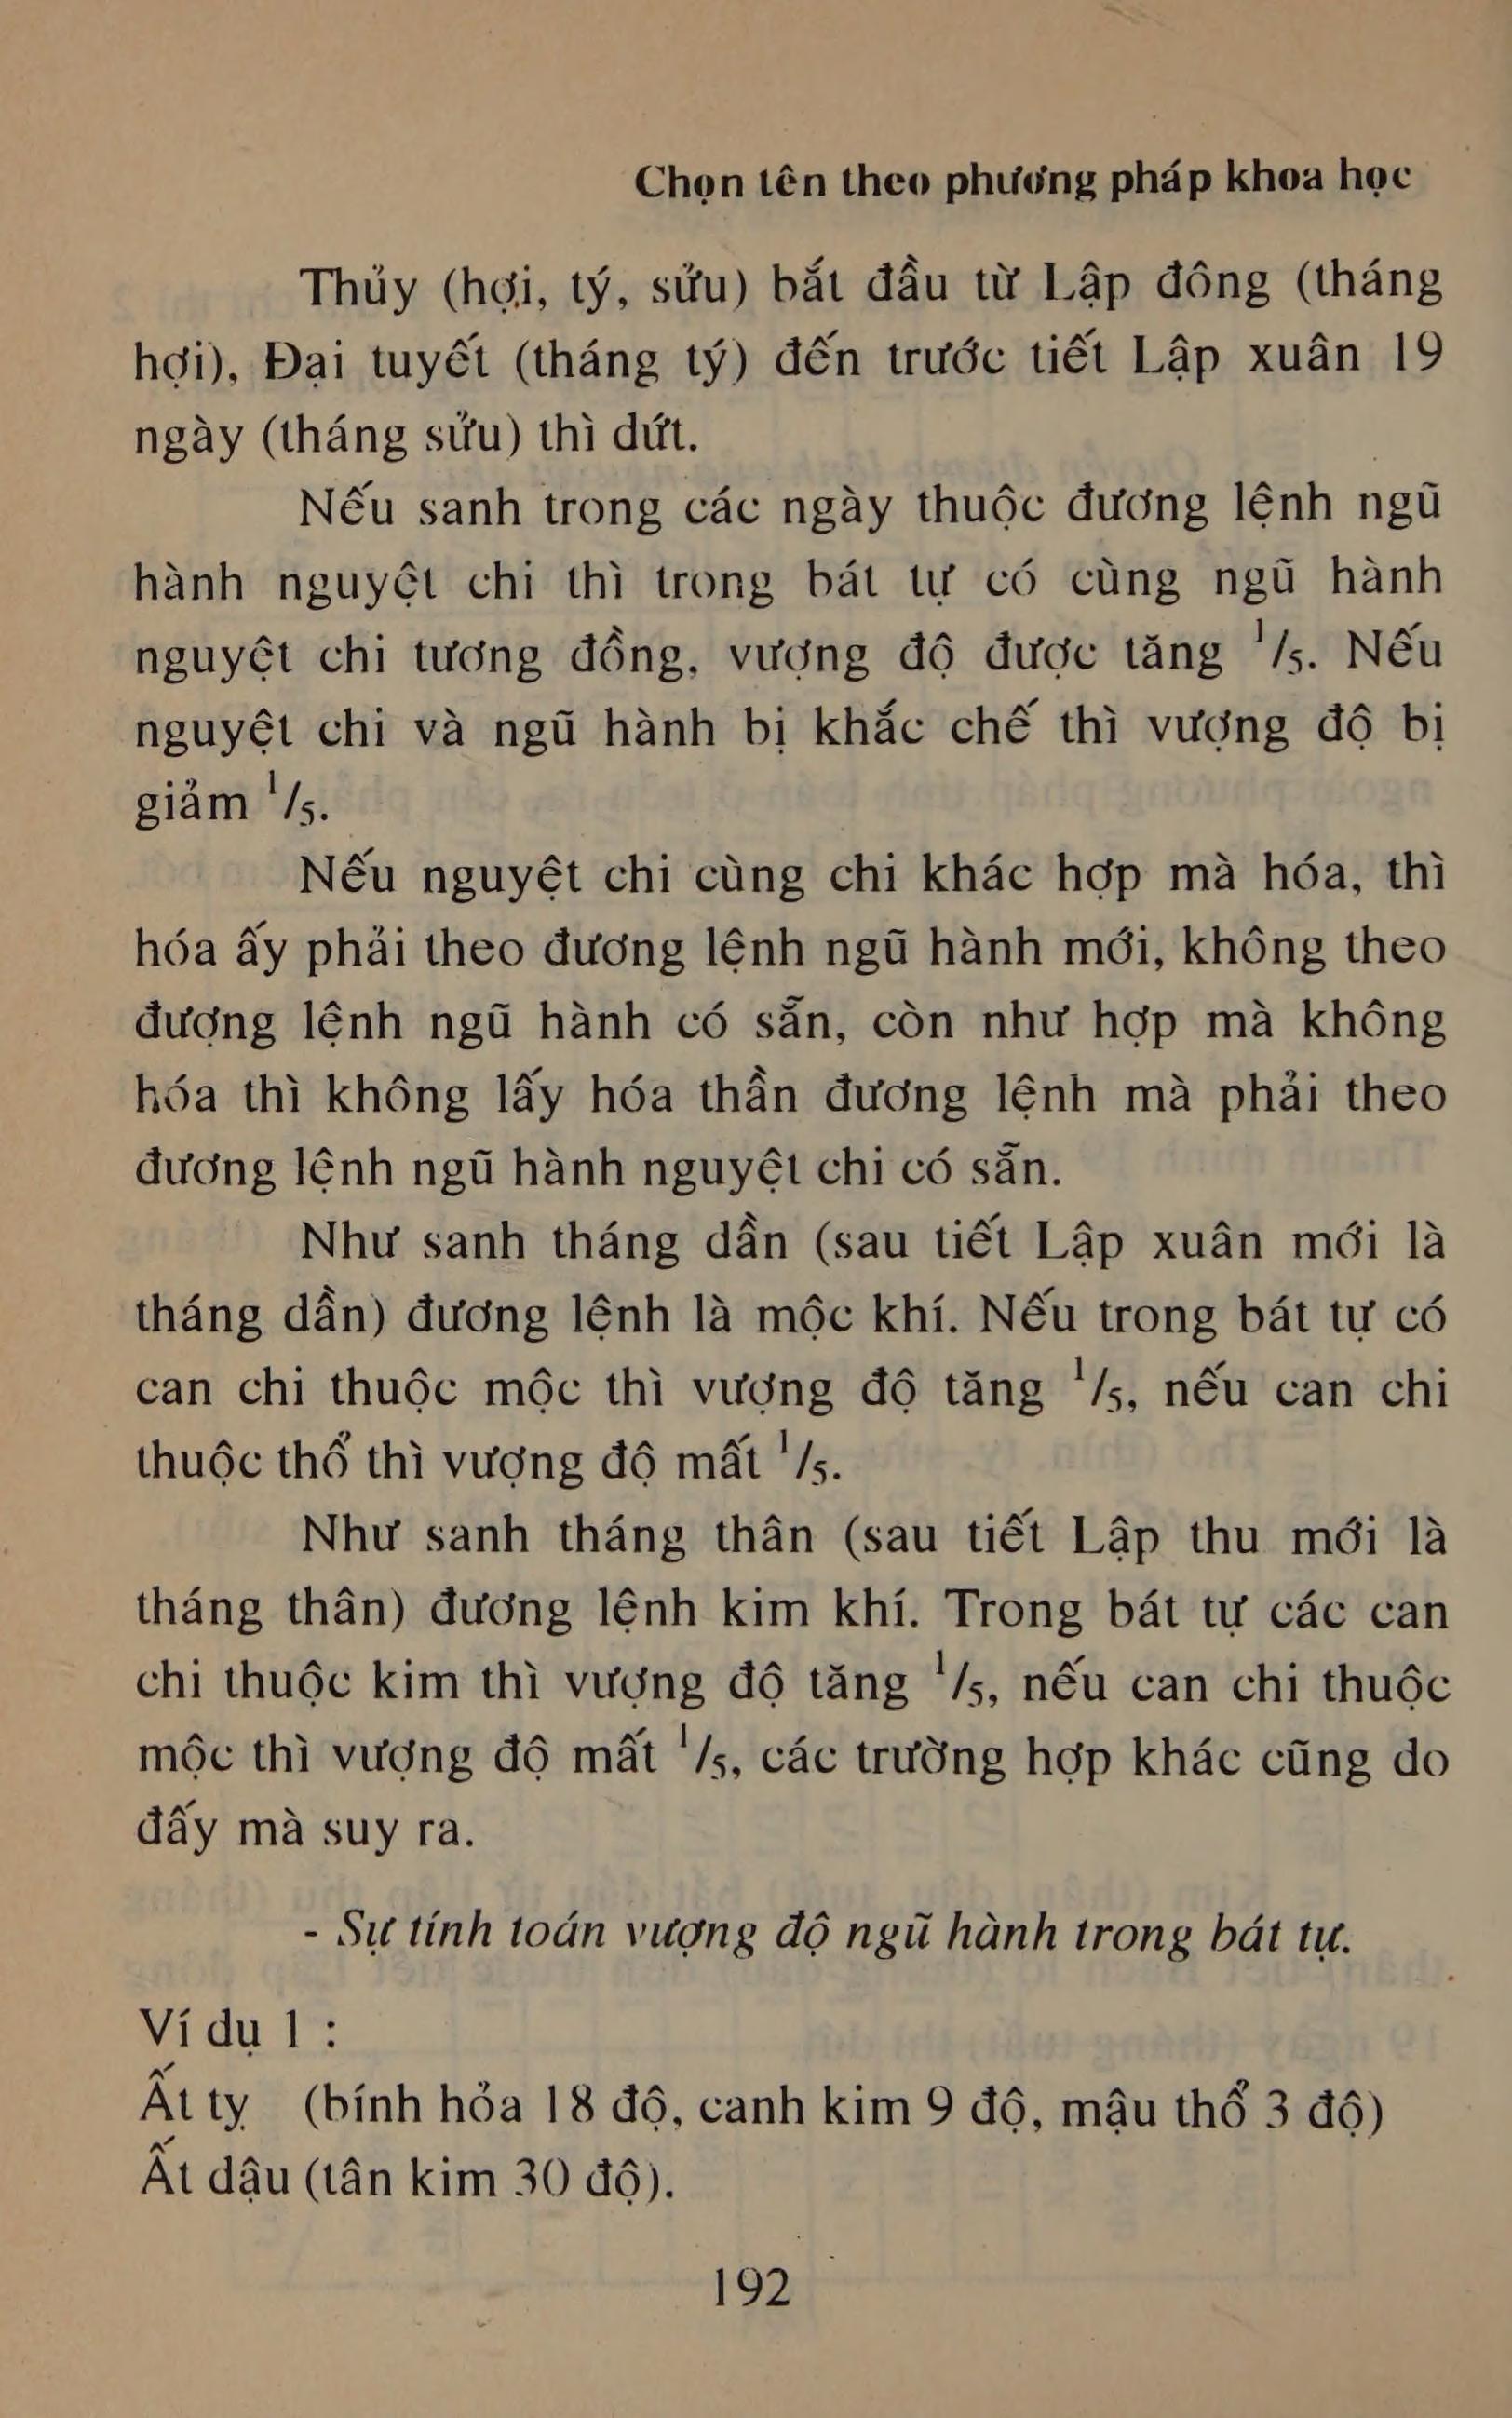 Chọn tên theo phương pháp khoa học
Thủy (hợi, tý, sửu) bắt đầu từ Lập đông (tháng
hợi), Đại tuyết (tháng tý) đến trước tiết Lập xuân 19
ngày (tháng sửu) thì dứt.
Nếu sanh trong các ngày thuộc đương lệnh ngũ
hành nguyệt chi thì trong bát tự có cùng ngũ hành
nguyệt chi tương đồng, vượng độ được tăng 1/5. Nếu
nguyệt chi và ngũ hành bị khắc chế thì vượng độ bị
giảm 1/5.
Nếu nguyệt chi cùng chi khác hợp mà hóa, thì
hóa ấy phải theo đương lệnh ngũ hành mới, không theo
đượng lệnh ngũ hành có sẵn, còn như hợp mà không
hóa thì không lấy hóa thần đương lệnh mà phải theo
đương lệnh ngũ hành nguyệt chi có sẵn.
Như sanh tháng dần (sau tiết Lập xuân mới là
tháng dần) đương lệnh là mộc khí. Nếu trong bát tự có
can chi thuộc mộc thì vượng độ tăng 1/5, nếu can chi
thuộc thổ thì vượng độ mất 1/5.
Như sanh tháng thân (sau tiết Lập thu mới là
tháng thân) đương lệnh kim khí. Trong bát tự các can
chi thuộc kim thì vượng độ tăng 1/5, nếu can chi thuộc
mộc thì vượng độ mất 1/5, các trường hợp khác cũng do
đấy mà suy ra.
- Sự tính toán vượng độ ngũ hành trong bát tự.
Ví dụ 1 :
Ất tỵ (bính hỏa 18 độ, canh kim 9 độ, mậu thổ 3 độ)
Ất dậu (tân kim 30 độ).
192